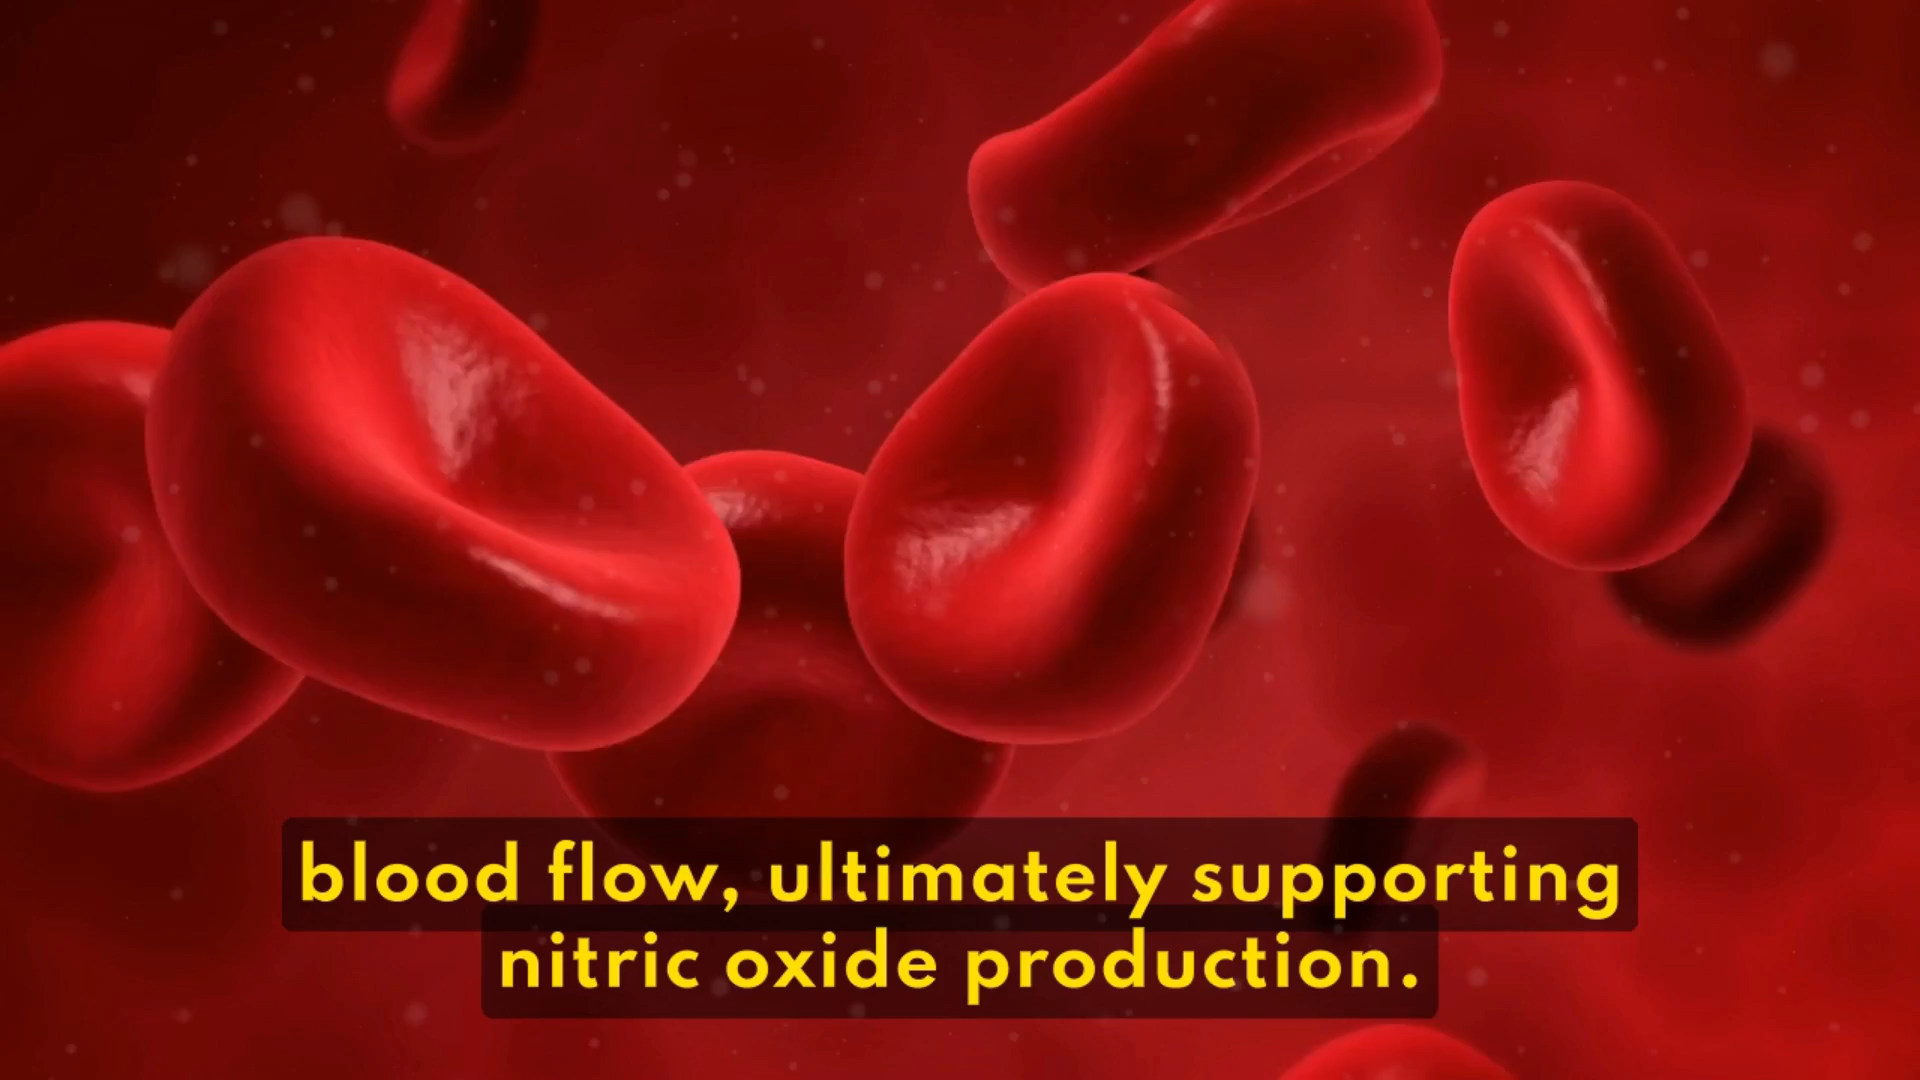 blood flow, ultimately supporting
nitric oxide production.